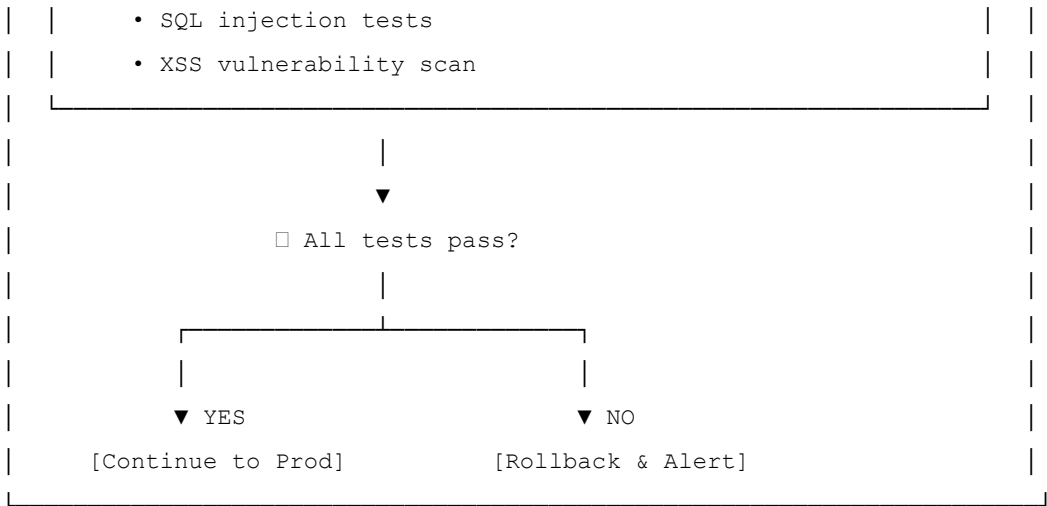 • SQL injection tests
• XSS vulnerability scan
▼
□ All tests pass?
▼ YES ▼ NO
[Continue to Prod] [Rollback & Alert]